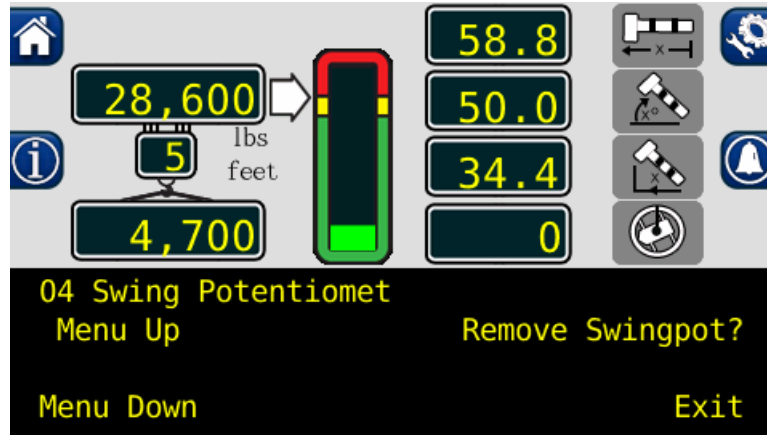 58.8
28,600
50.0
lbs
5
feet
34.4
4,700
0
x
x°
x
i
04 Swing Potentiomet
Menu Up Remove Swingpot?
Menu Down Exit